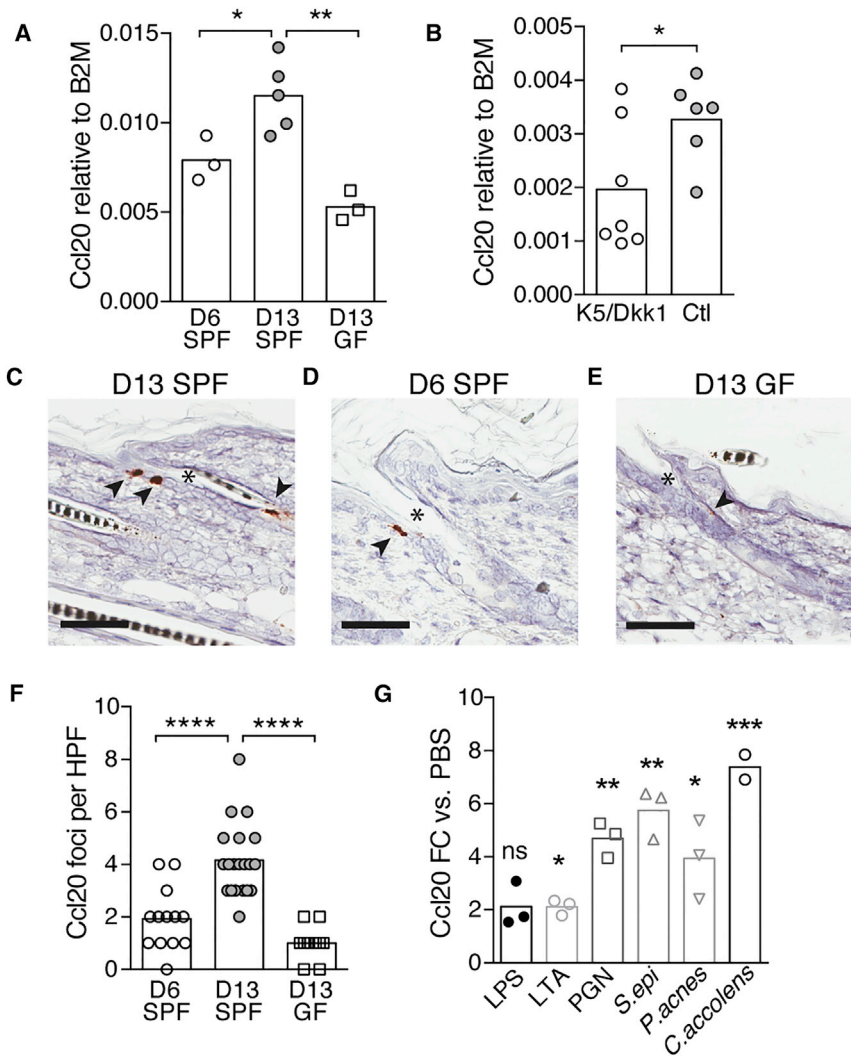 A
Ccl20 relative to B2M
0.015
0.010
0.005
0.000
*
**
D6
SPF
D13
SPF
D13
GF
B
Ccl20 relative to B2M
0.005
0.004
0.003
0.002
0.001
0.000
*
K5/Dkk1
Ctl
C
D13 SPF
*
D
D6 SPF
*
E
D13 GF
*
F
Ccl20 foci per HPF
10
8
6
4
2
0
****
****
D6
SPF
D13
SPF
D13
GF
G
Ccl20 FC vs. PBS
10
8
6
4
2
0
ns
*
**
**
*
***
LPS
LTA
PGN
S.epi
P.acnes
C.accolens